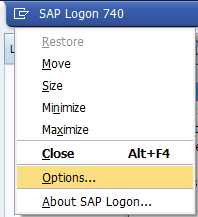 SAP Logon 740
Restore
Move
Size
Minimize
Maximize
Close Alt+F4
Options...
About SAP Logon...